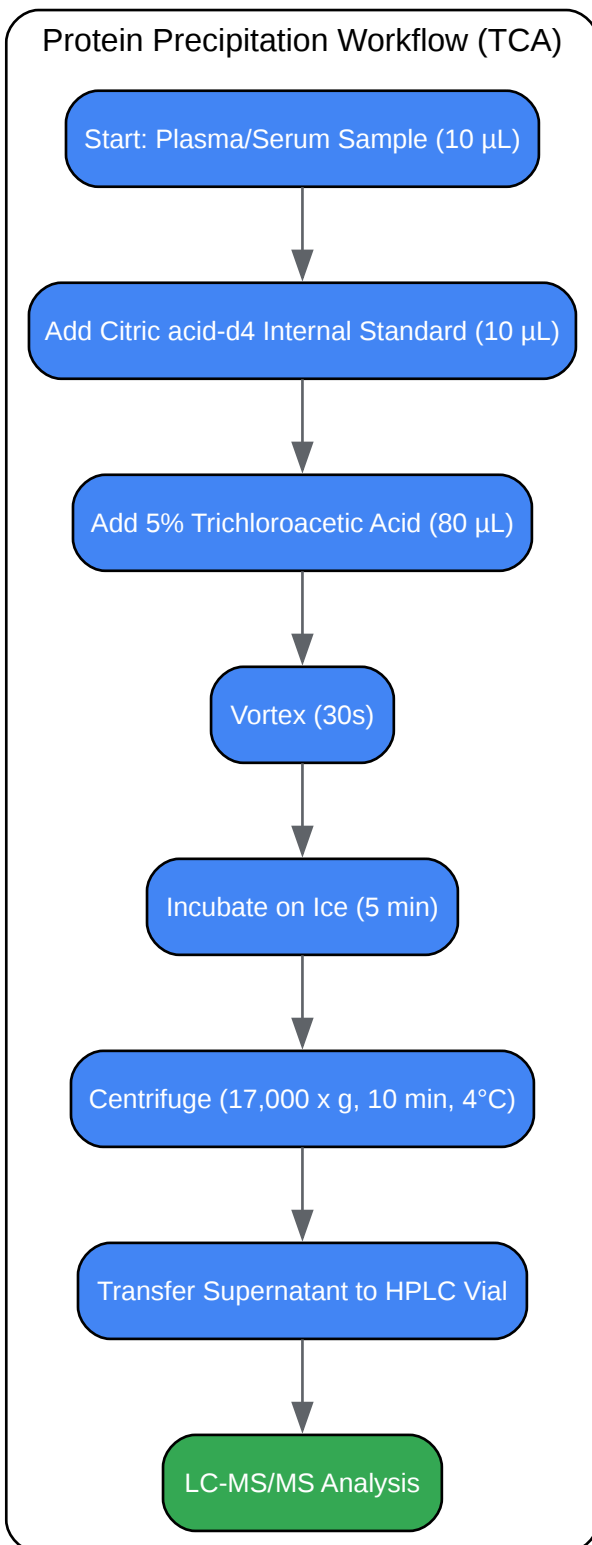 Protein Precipitation Workflow (TCA)
Start: Plasma/Serum Sample (10 µL)
Add Citric acid-d4 Internal Standard (10 µL)
Add 5% Trichloroacetic Acid (80 µL)
Vortex (30s)
Incubate on Ice (5 min)
Centrifuge (17,000 x g, 10 min, 4°C)
Transfer Supernatant to HPLC Vial
LC-MS/MS Analysis